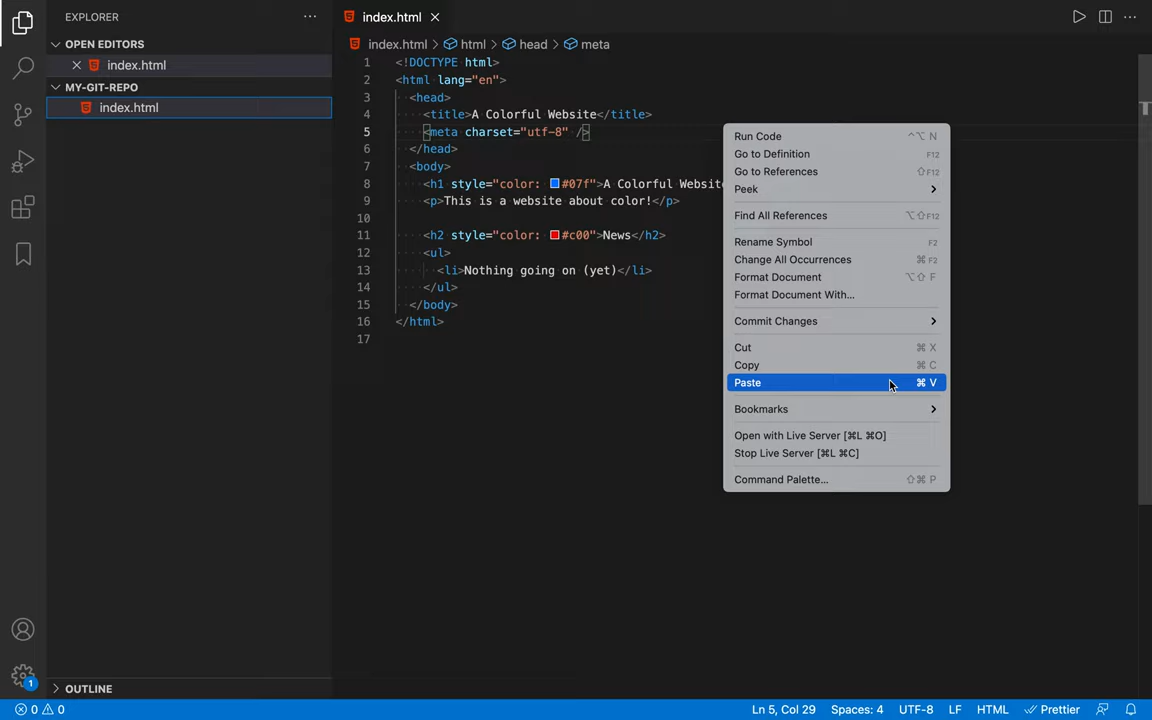 EXPLORER
index.html
OPEN EDITORS
index.html
MY-GIT-REPO
index.html
index.html > html > head > meta
1 <!DOCTYPE html>
2 <html lang="en">
3 <head>
4 <title>A Colorful Website</title>
5 <meta charset="utf-8" />
6 </head>
7 <body>
8 <h1 style="color: #07f">A Colorful Website
9 <p>This is a website about color!</p>
10
11 <h2 style="color: #c00">News</h2>
12 <ul>
13 <li>Nothing going on (yet)</li>
14 </ul>
15 </body>
16 </html>
17
Run Code ⌃⌥ N
Go to Definition F12
Go to References ⇧F12
Peek
Find All References ⌥⇧F12
Rename Symbol F2
Change All Occurrences ⌘F2
Format Document ⌥⇧ F
Format Document With...
Commit Changes
Cut ⌘ X
Copy ⌘ C
Paste ⌘ V
Bookmarks
Open with Live Server [⌘L ⌘O]
Stop Live Server [⌘L ⌘C]
Command Palette... ⇧⌘ P
1
OUTLINE
0 0
Ln 5, Col 29 Spaces: 4 UTF-8 LF HTML Prettier